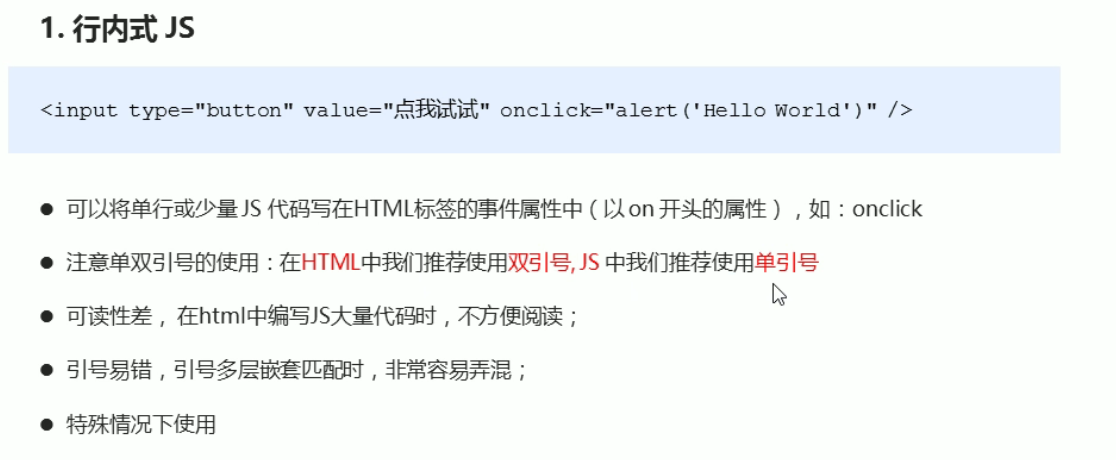 1. 行内式 JS
<input type="button" value="点我试试" onclick="alert('Hello World')" />
● 可以将单行或少量 JS 代码写在HTML标签的事件属性中（以 on 开头的属性），如：onclick
● 注意单双引号的使用：在HTML中我们推荐使用双引号, JS 中我们推荐使用单引号
● 可读性差， 在html中编写JS大量代码时，不方便阅读；
● 引号易错，引号多层嵌套匹配时，非常容易弄混；
● 特殊情况下使用